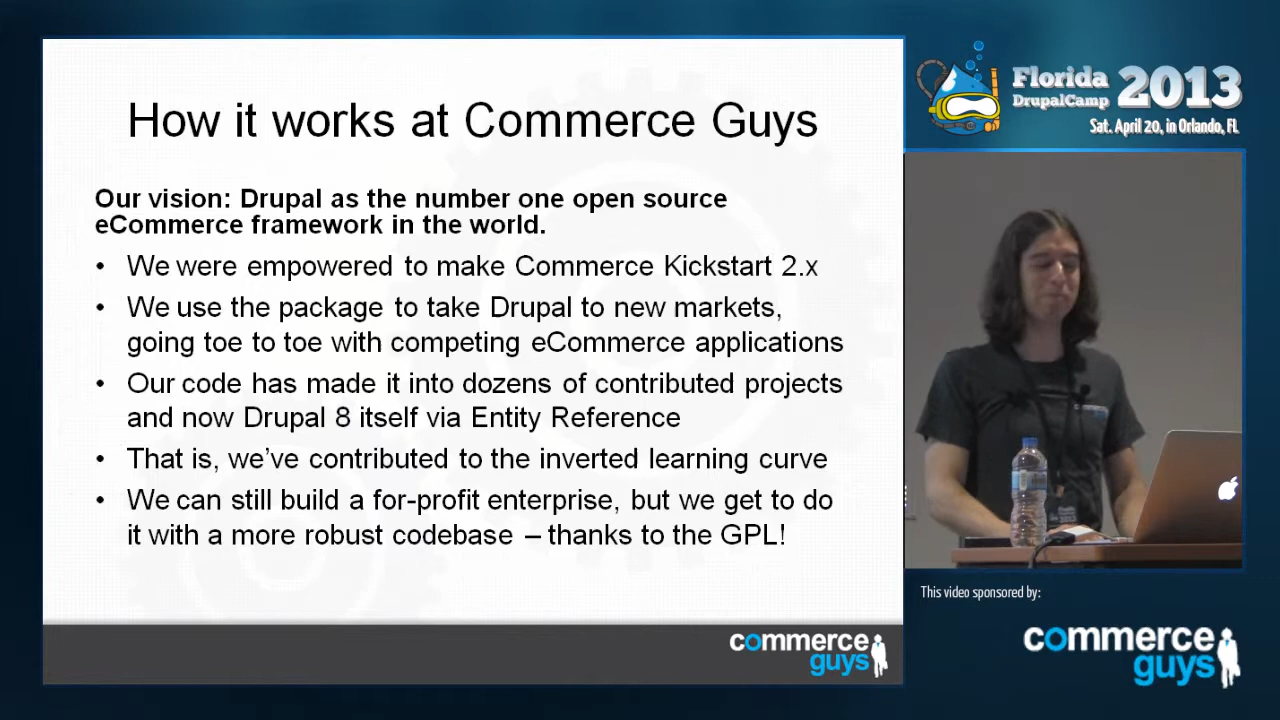 How it works at Commerce Guys
Our vision: Drupal as the number one open source
eCommerce framework in the world.
• We were empowered to make Commerce Kickstart 2.x
• We use the package to take Drupal to new markets,
going toe to toe with competing eCommerce applications
• Our code has made it into dozens of contributed projects
and now Drupal 8 itself via Entity Reference
• That is, we've contributed to the inverted learning curve
• We can still build a for-profit enterprise, but we get to do
it with a more robust codebase – thanks to the GPL!
commerce
guys
Florida
DrupalCamp
2013
Sat. April 20, in Orlando, FL
This video sponsored by:
commerce
guys